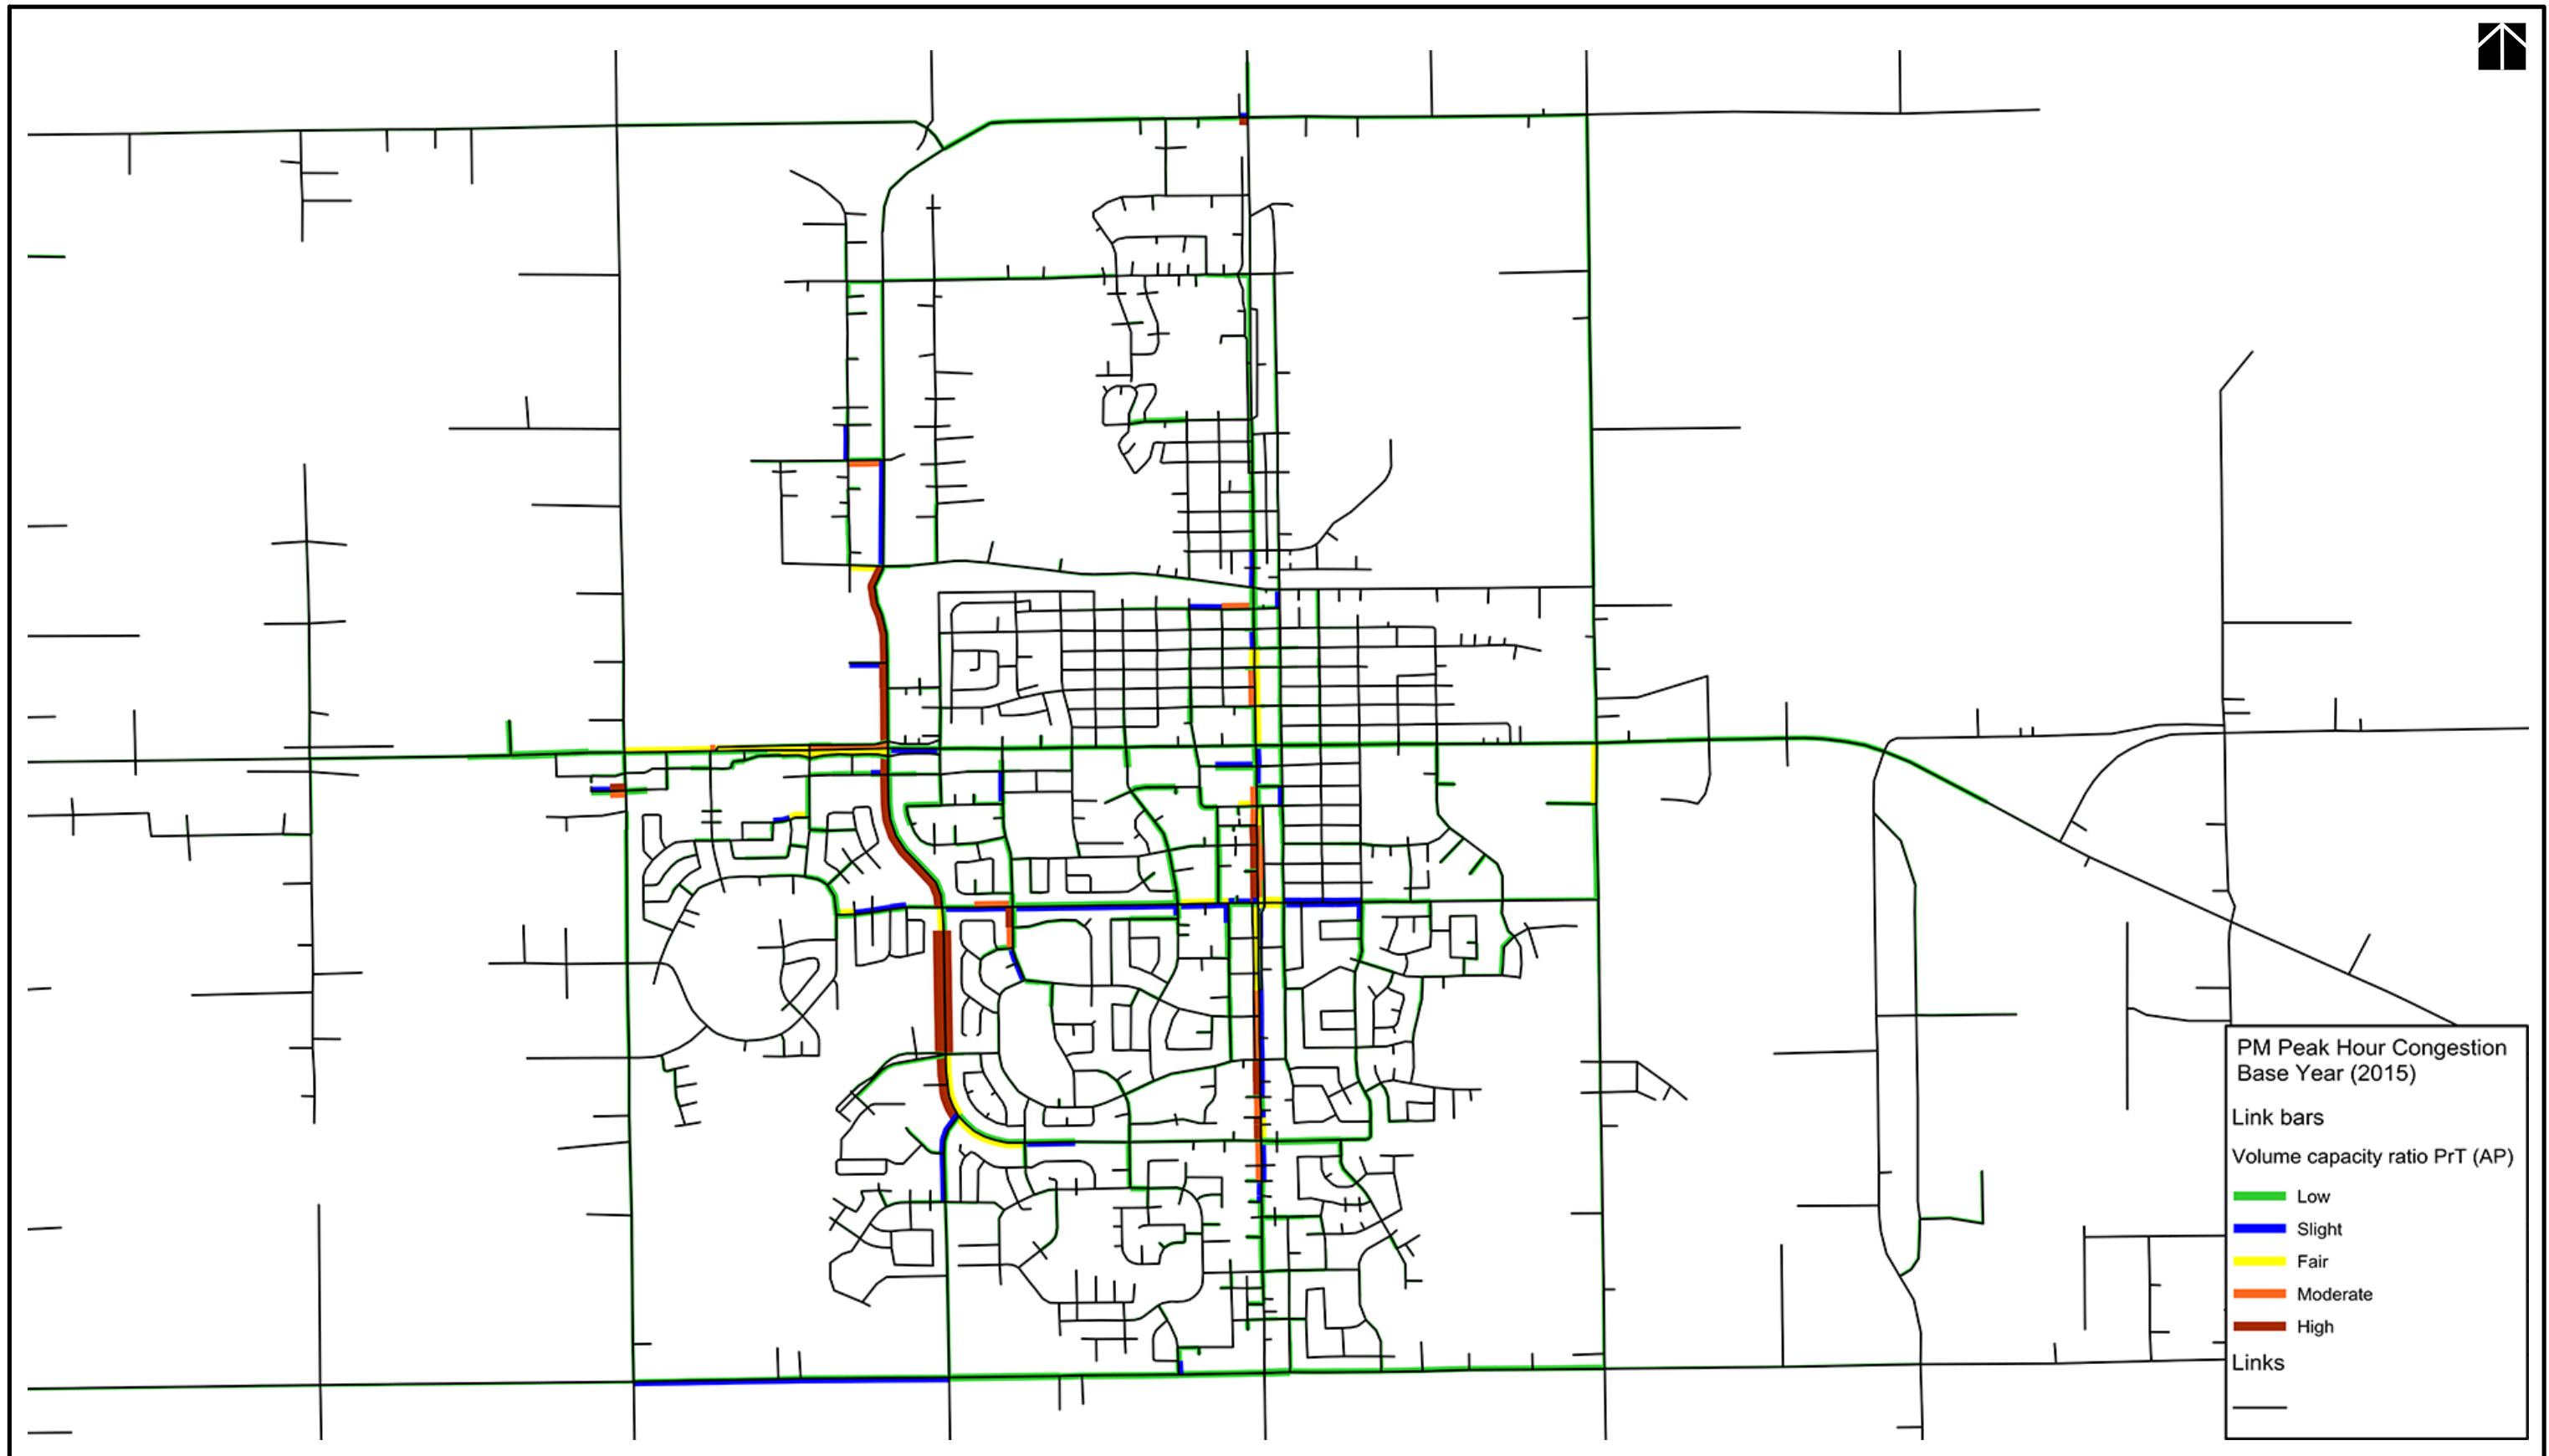 PM Peak Hour Congestion
Base Year (2015)
Link bars
Volume capacity ratio PrT (AP)
Low
Slight
Fair
Moderate
High
Links